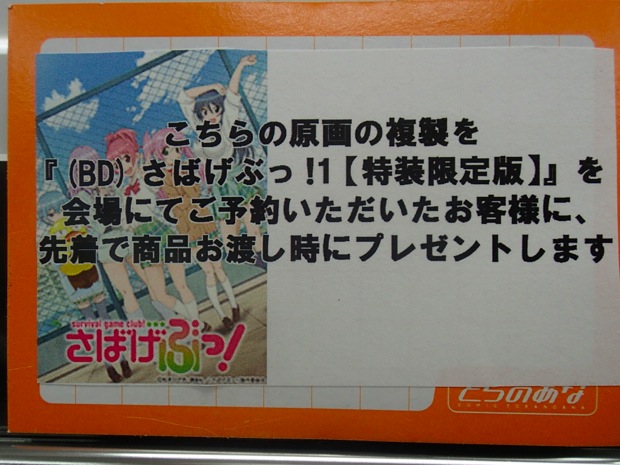 こちらの原画の複製を
『(BD)さばげぶっ!1【特装限定版】』を
会場にてご予約いただいたお客様に、
先着で商品お渡し時にプレゼントします
survival game club!
さばげぶっ!
とらのあな
COMIC TORANOANA